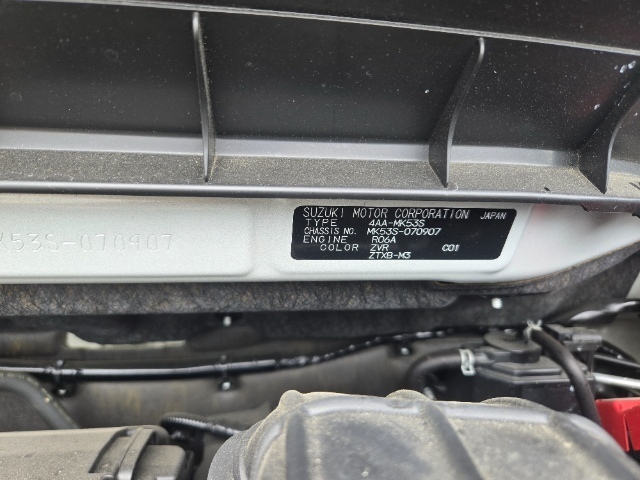 K53S-070907
SUZUKI MOTOR CORPORATION JAPAN
TYPE 4AA-MK53S
CHASSIS NO. MK53S-070907
ENGINE R06A
COLOR ZVR C01
ZTXB-M3